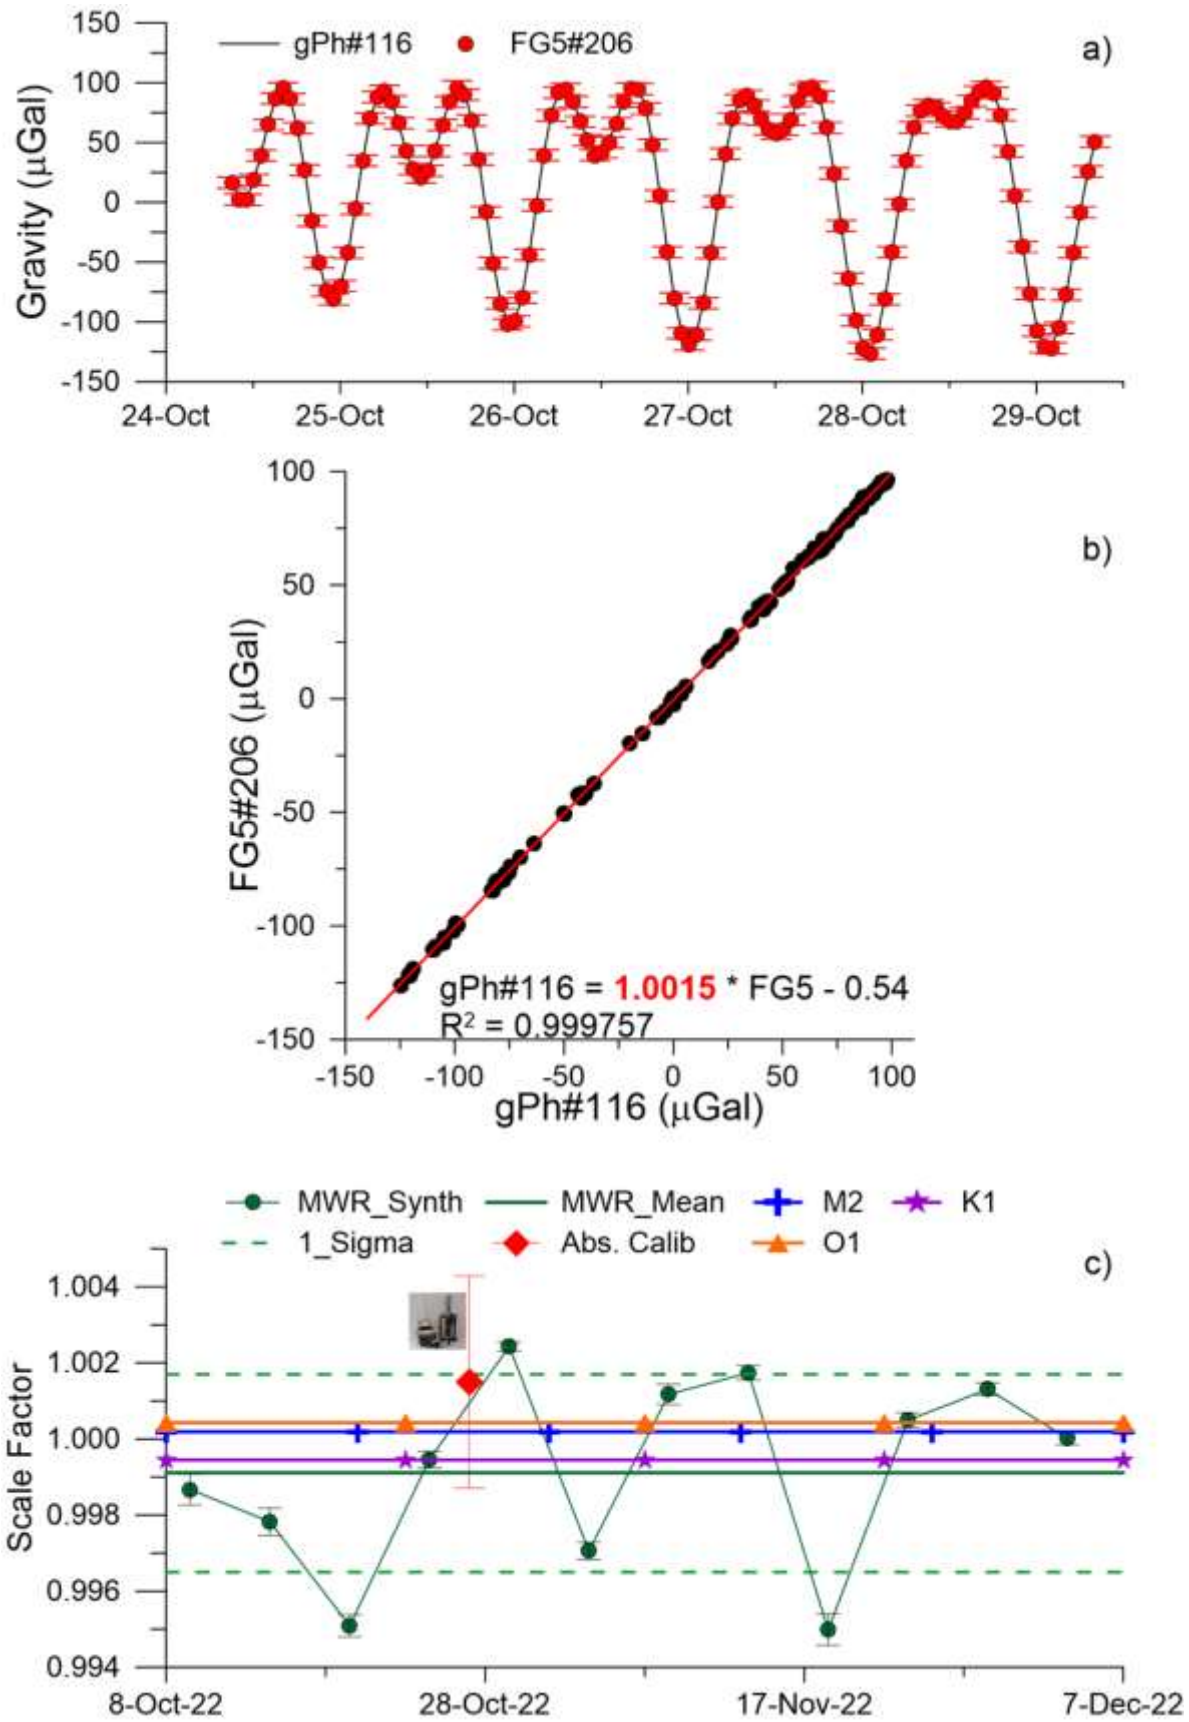 150
gPh#116 FG5#206 a)
100
50
0
-50
-100
-150
Gravity (μGal)
24-Oct 25-Oct 26-Oct 27-Oct 28-Oct 29-Oct
100
b)
50
0
-50
-100
-150
FG5#206 (μGal)
gPh#116 = 1.0015 * FG5 - 0.54
R² = 0.999757
-150 -100 -50 0 50 100
gPh#116 (μGal)
MWR_Synth MWR_Mean M2 K1
1_Sigma Abs. Calib O1
c)
1.004
1.002
1.000
0.998
0.996
0.994
Scale Factor
8-Oct-22 28-Oct-22 17-Nov-22 7-Dec-22